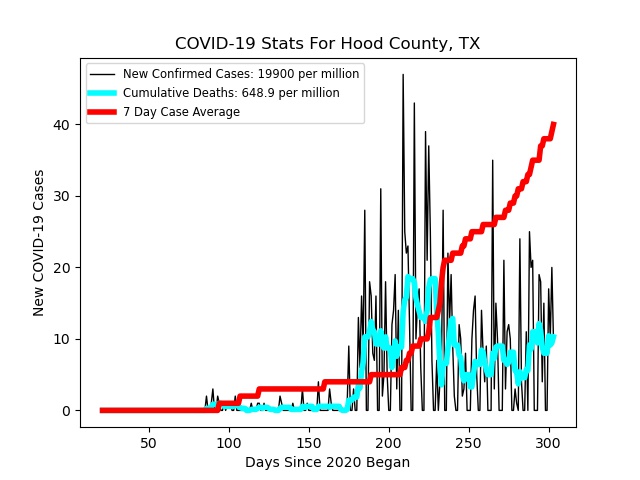 COVID-19 Stats For Hood County, TX
New Confirmed Cases: 19900 per million
Cumulative Deaths: 648.9 per million
7 Day Case Average
New COVID-19 Cases
40
30
20
10
0
50 100 150 200 250 300
Days Since 2020 Began